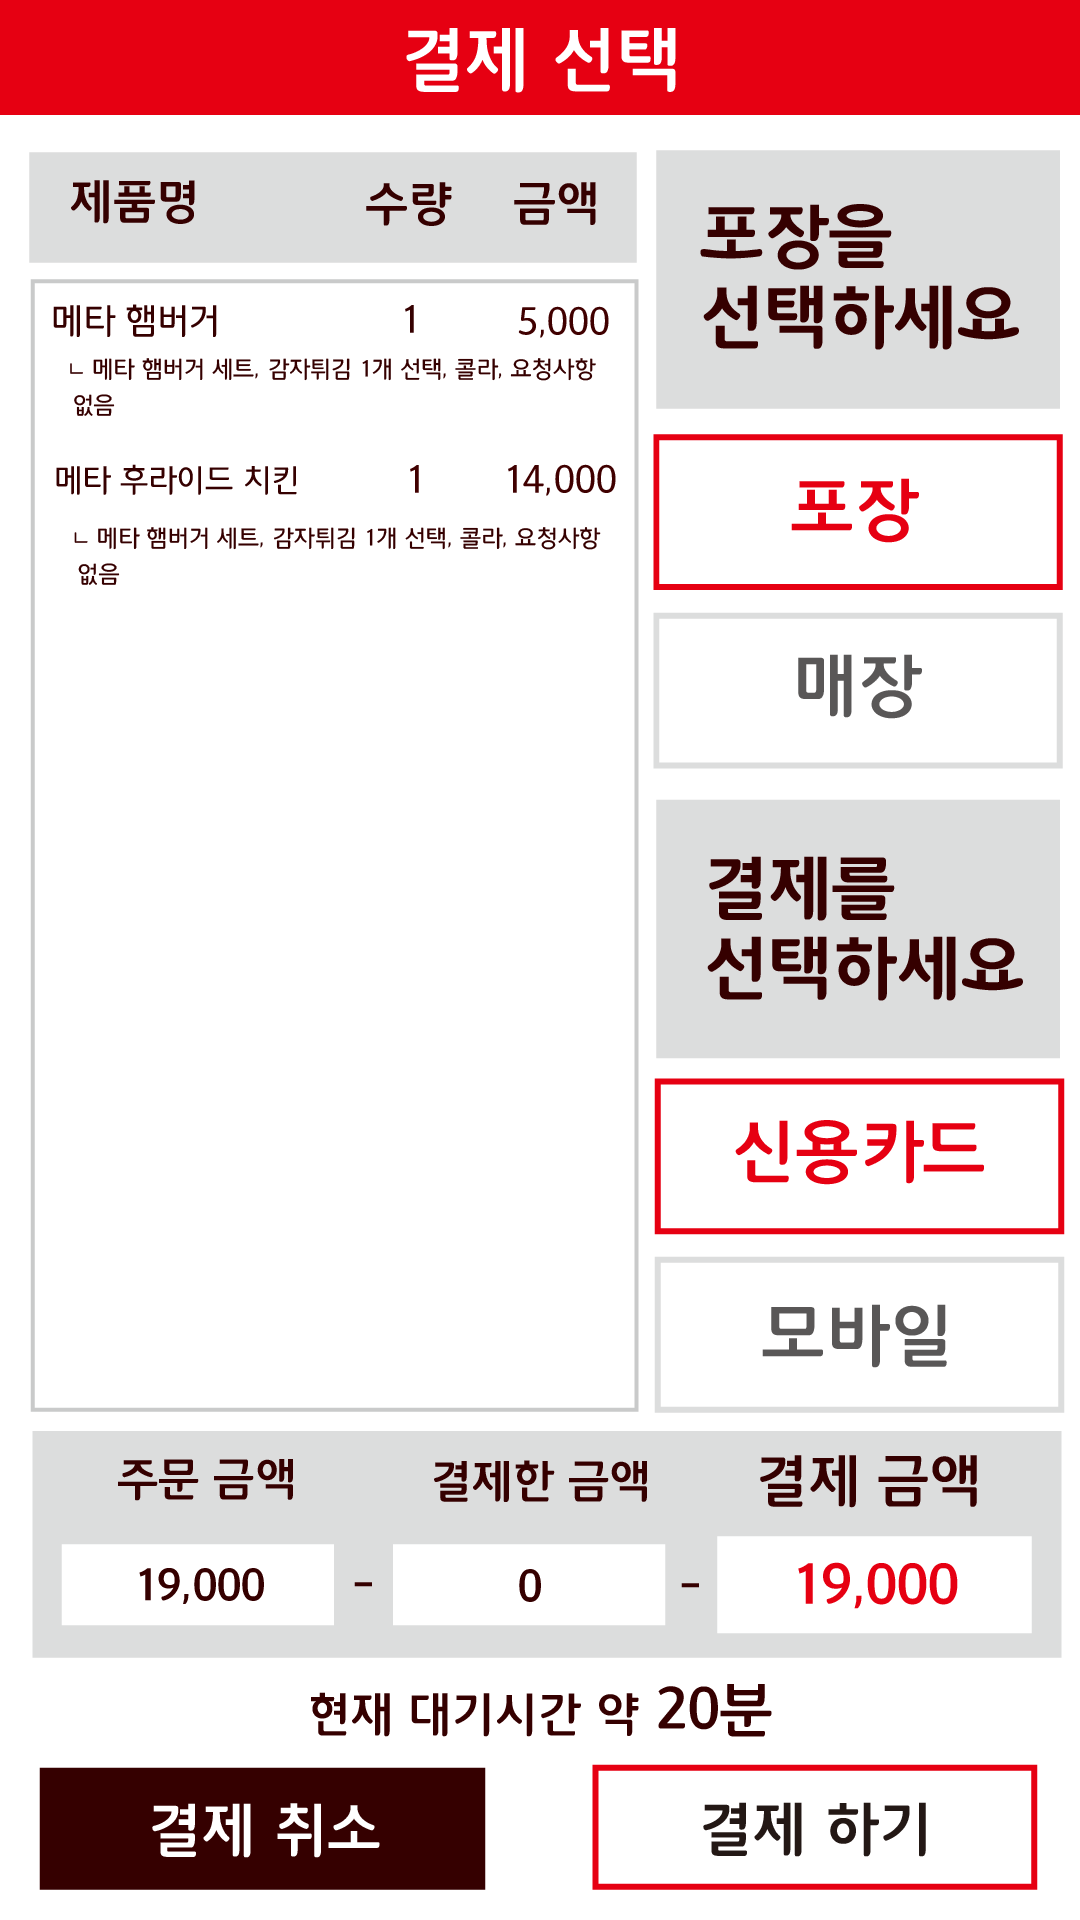 결제 선택
제품명 수량 금액
메타 햄버거 1 5,000
ㄴ 메타 햄버거 세트, 감자튀김 1개 선택, 콜라, 요청사항
없음
메타 후라이드 치킨 1 14,000
ㄴ 메타 햄버거 세트, 감자튀김 1개 선택, 콜라, 요청사항
없음
포장을
선택하세요
포장
매장
결제를
선택하세요
신용카드
모바일
주문 금액 결제한 금액 결제 금액
19,000 - 0 - 19,000
현재 대기시간 약 20분
결제 취소 결제 하기